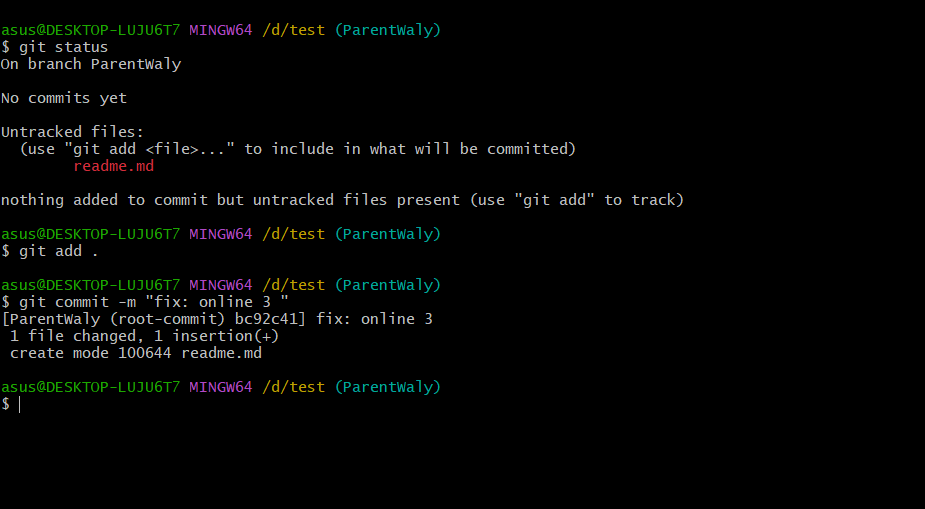 asus@DESKTOP-LUJU6T7 MINGW64 /d/test (ParentWaly)
$ git status
On branch ParentWaly
No commits yet
Untracked files:
  (use "git add <file>..." to include in what will be committed)
        readme.md
nothing added to commit but untracked files present (use "git add" to track)
asus@DESKTOP-LUJU6T7 MINGW64 /d/test (ParentWaly)
$ git add .
asus@DESKTOP-LUJU6T7 MINGW64 /d/test (ParentWaly)
$ git commit -m "fix: online 3 "
[ParentWaly (root-commit) bc92c41] fix: online 3
 1 file changed, 1 insertion(+)
 create mode 100644 readme.md
asus@DESKTOP-LUJU6T7 MINGW64 /d/test (ParentWaly)
$